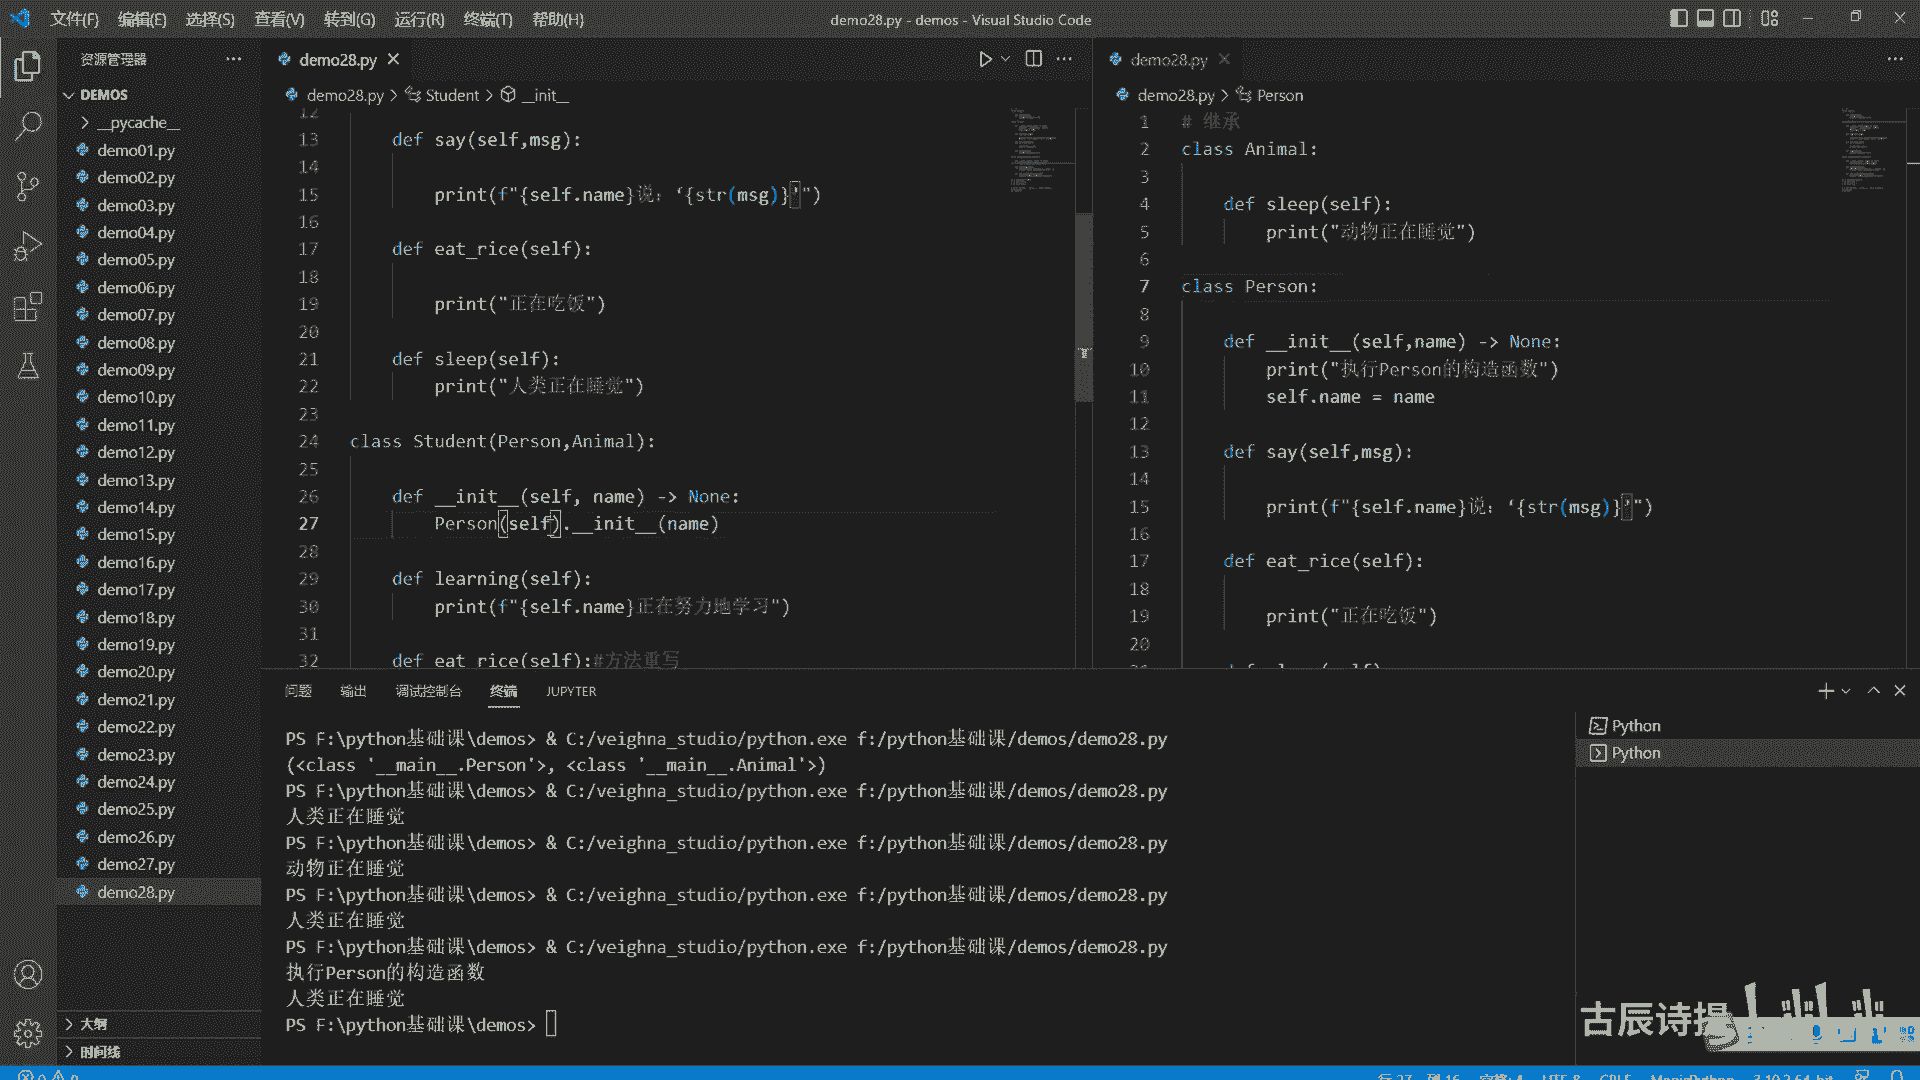 文件(F) 编辑(E) 选择(S) 查看(V) 转到(G) 运行(R) 终端(T) 帮助(H)
demo28.py - demos - Visual Studio Code
资源管理器
DEMOS
__pycache__
demo01.py
demo02.py
demo03.py
demo04.py
demo05.py
demo06.py
demo07.py
demo08.py
demo09.py
demo10.py
demo11.py
demo12.py
demo13.py
demo14.py
demo15.py
demo16.py
demo17.py
demo18.py
demo19.py
demo20.py
demo21.py
demo22.py
demo23.py
demo24.py
demo25.py
demo26.py
demo27.py
demo28.py
大纲
时间线
demo28.py
demo28.py > Student > __init__
12
13 def say(self,msg):
14
15 print(f"{self.name}说：‘{str(msg)}’")
16
17 def eat_rice(self):
18
19 print("正在吃饭")
20
21 def sleep(self):
22 print("人类正在睡觉")
23
24 class Student(Person,Animal):
25
26 def __init__(self, name) -> None:
27 Person(self).__init__(name)
28
29 def learning(self):
30 print(f"{self.name}正在努力地学习")
31
32 def eat_rice(self):#方法重写
demo28.py
demo28.py > Person
1 # 继承
2 class Animal:
3
4 def sleep(self):
5 print("动物正在睡觉")
6
7 class Person:
8
9 def __init__(self,name) -> None:
10 print("执行Person的构造函数")
11 self.name = name
12
13 def say(self,msg):
14
15 print(f"{self.name}说：‘{str(msg)}’")
16
17 def eat_rice(self):
18
19 print("正在吃饭")
20
问题 输出 调试控制台 终端 JUPYTER
PS F:\python基础课\demos> & C:/veighna_studio/python.exe f:/python基础课/demos/demo28.py
(<class '__main__.Person'>, <class '__main__.Animal'>)
PS F:\python基础课\demos> & C:/veighna_studio/python.exe f:/python基础课/demos/demo28.py
人类正在睡觉
PS F:\python基础课\demos> & C:/veighna_studio/python.exe f:/python基础课/demos/demo28.py
动物正在睡觉
PS F:\python基础课\demos> & C:/veighna_studio/python.exe f:/python基础课/demos/demo28.py
人类正在睡觉
PS F:\python基础课\demos> & C:/veighna_studio/python.exe f:/python基础课/demos/demo28.py
执行Person的构造函数
人类正在睡觉
PS F:\python基础课\demos>
Python
Python
古辰诗提